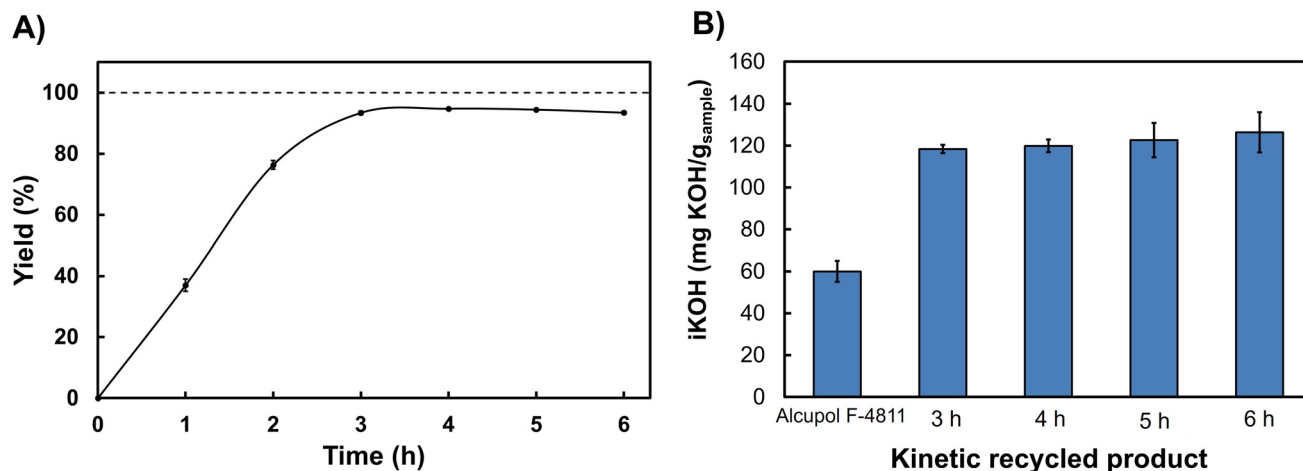 A)
Yield (%)
100
80
60
40
20
0
0 1 2 3 4 5 6
Time (h)
B)
iKOH (mg KOH/gsample)
160
140
120
100
80
60
40
20
0
Alcupol F-4811 3 h 4 h 5 h 6 h
Kinetic recycled product